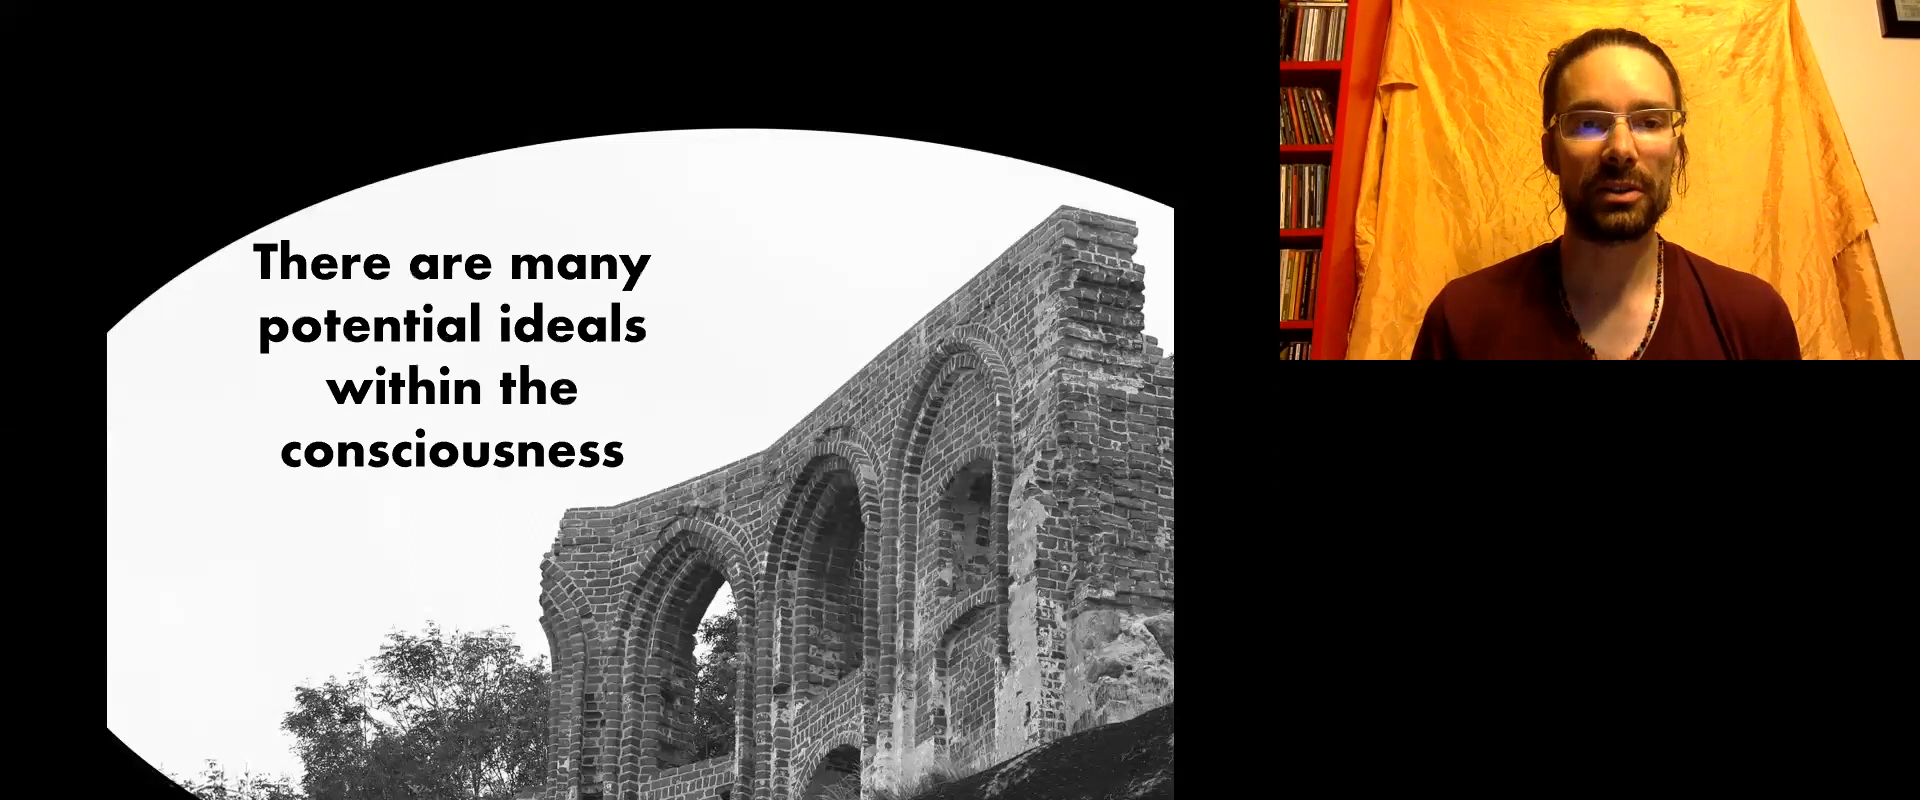 There are many
potential ideals
within the
consciousness